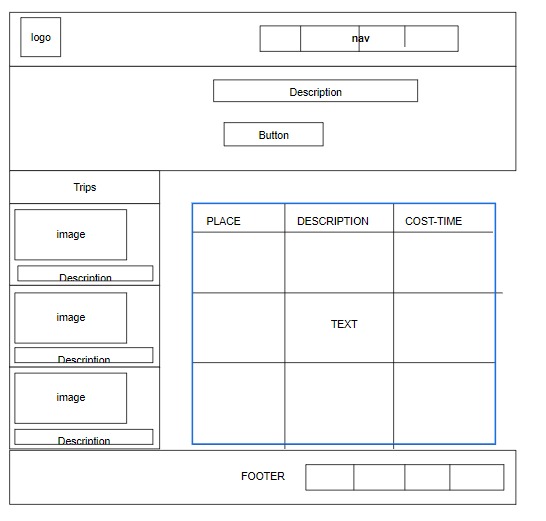 logo
nav
Description
Button
Trips
image
Description
image
Description
image
Description
PLACE DESCRIPTION COST-TIME
TEXT
FOOTER